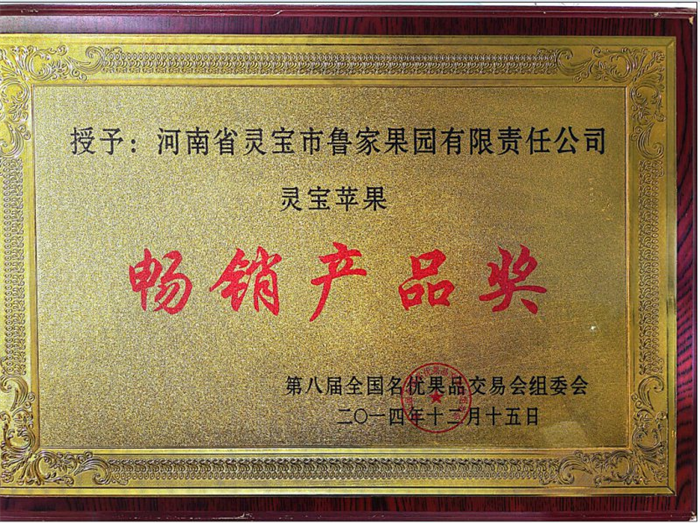 授予：河南省灵宝市鲁家果园有限责任公司
灵宝苹果
畅销产品奖
第八届全国名优果品交易会组委会
二〇一四年十二月十五日